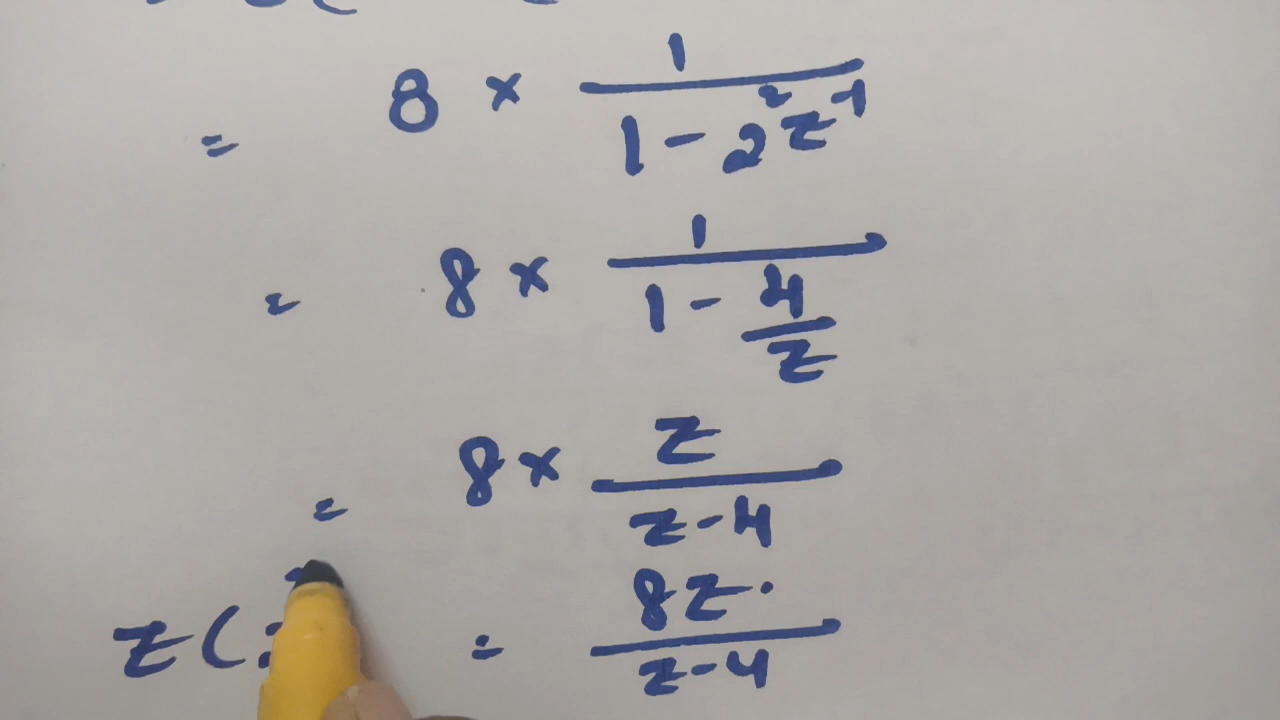 = 8 × 1/(1 - 2²z⁻¹)
= 8 × 1/(1 - 4/z)
= 8 × z/(z-4)
z( = 8z·/(z-4)